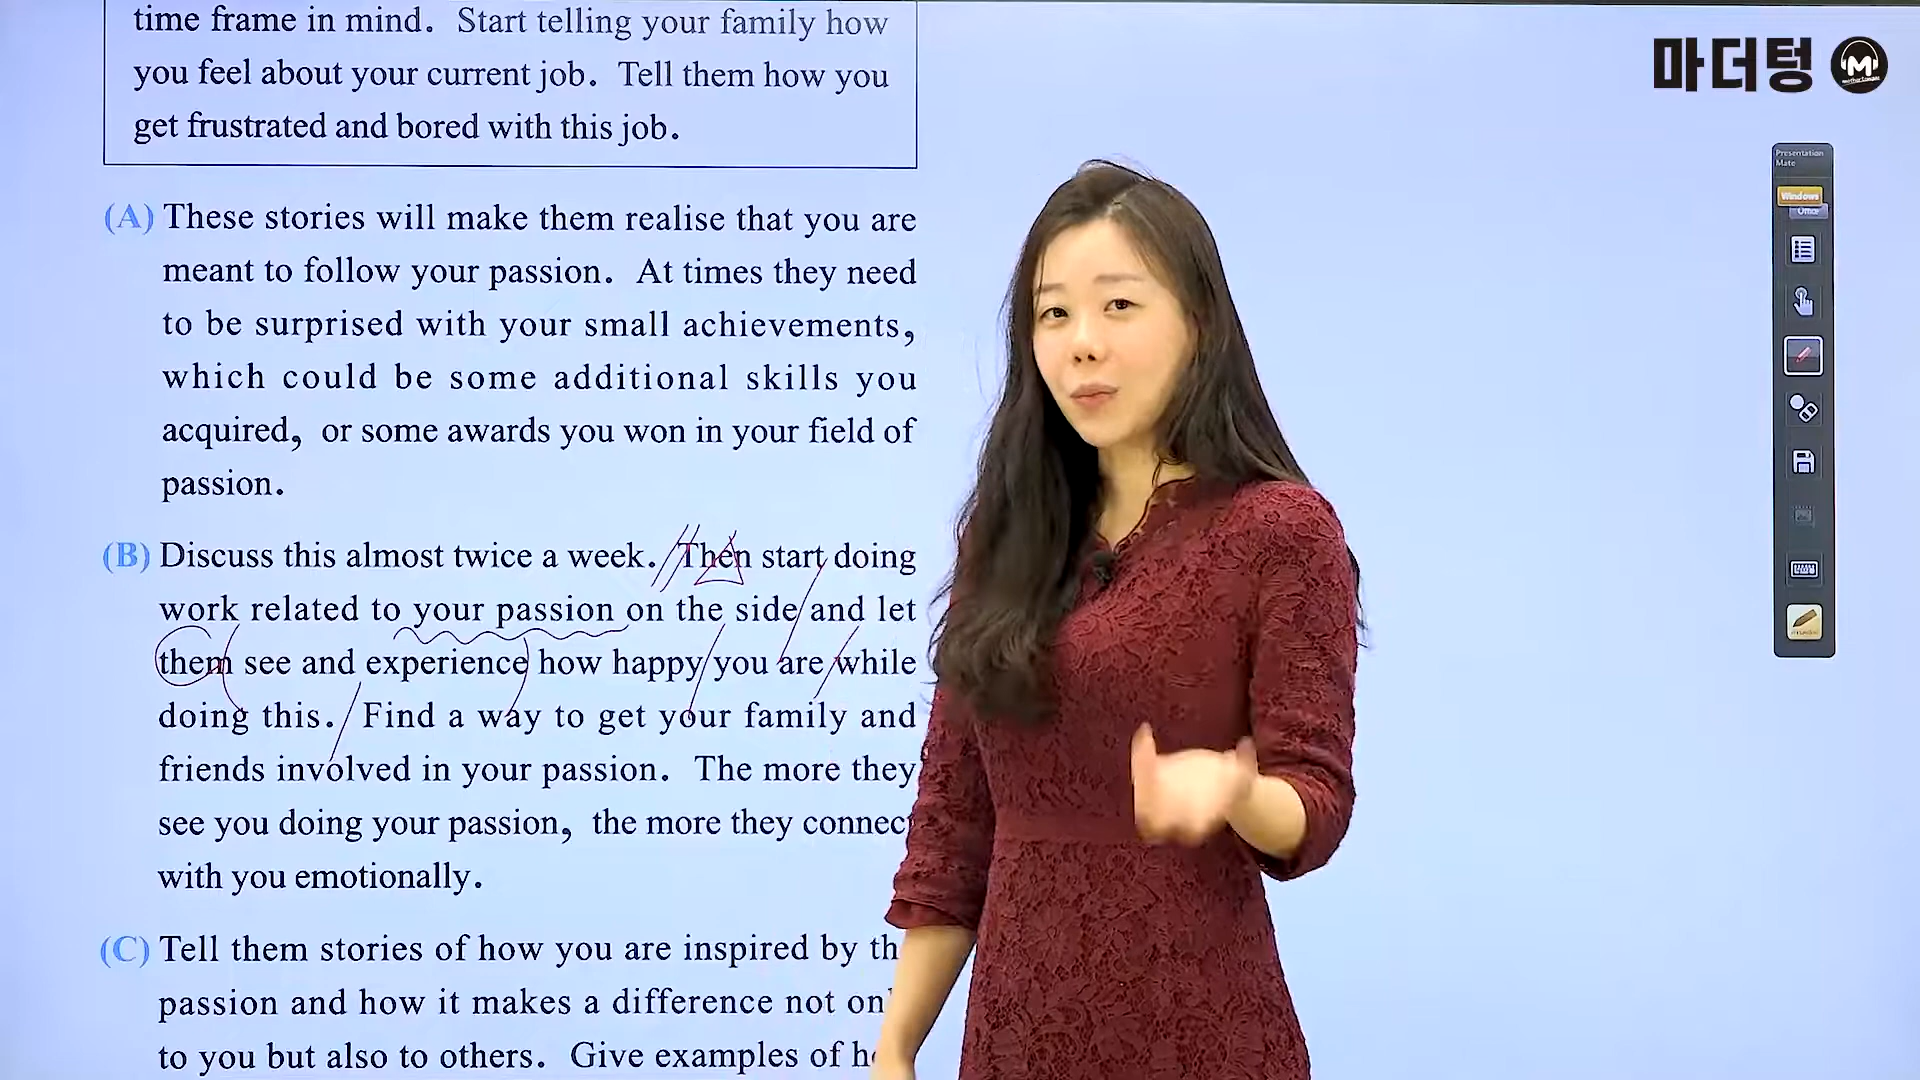 time frame in mind. Start telling your family how
you feel about your current job. Tell them how you
get frustrated and bored with this job.
(A) These stories will make them realise that you are
meant to follow your passion. At times they need
to be surprised with your small achievements,
which could be some additional skills you
acquired, or some awards you won in your field of
passion.
(B) Discuss this almost twice a week. Then start doing
work related to your passion on the side and let
them see and experience how happy you are while
doing this. Find a way to get your family and
friends involved in your passion. The more they
see you doing your passion, the more they connect
with you emotionally.
(C) Tell them stories of how you are inspired by
passion and how it makes a difference not
to you but also to others. Give examples of
마더텅
M
Presentation
Mate
Windows
Office